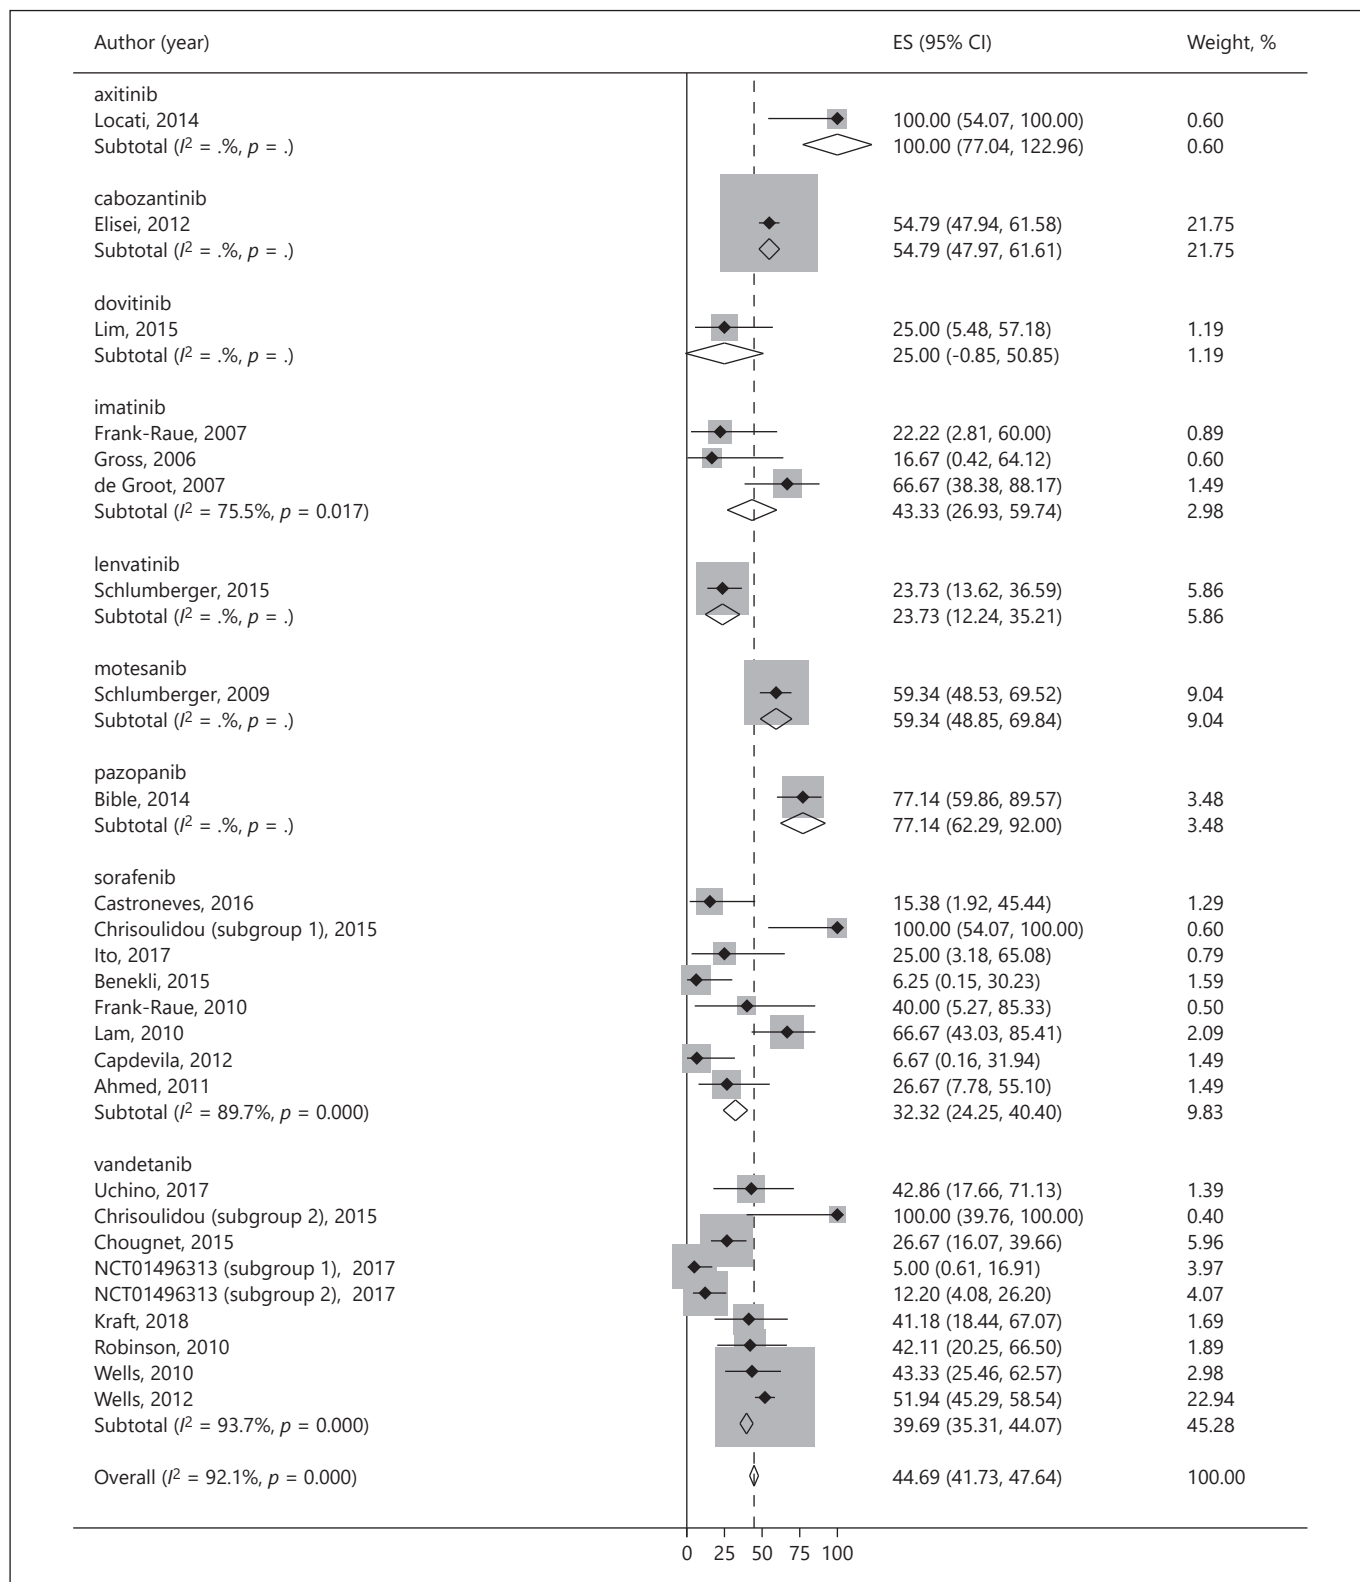 Author (year) ES (95% CI) Weight, %
axitinib
Locati, 2014 100.00 (54.07, 100.00) 0.60
Subtotal (I² = .%, p = .) 100.00 (77.04, 122.96) 0.60
cabozantinib
Elisei, 2012 54.79 (47.94, 61.58) 21.75
Subtotal (I² = .%, p = .) 54.79 (47.97, 61.61) 21.75
dovitinib
Lim, 2015 25.00 (5.48, 57.18) 1.19
Subtotal (I² = .%, p = .) 25.00 (-0.85, 50.85) 1.19
imatinib
Frank-Raue, 2007 22.22 (2.81, 60.00) 0.89
Gross, 2006 16.67 (0.42, 64.12) 0.60
de Groot, 2007 66.67 (38.38, 88.17) 1.49
Subtotal (I² = 75.5%, p = 0.017) 43.33 (26.93, 59.74) 2.98
lenvatinib
Schlumberger, 2015 23.73 (13.62, 36.59) 5.86
Subtotal (I² = .%, p = .) 23.73 (12.24, 35.21) 5.86
motesanib
Schlumberger, 2009 59.34 (48.53, 69.52) 9.04
Subtotal (I² = .%, p = .) 59.34 (48.85, 69.84) 9.04
pazopanib
Bible, 2014 77.14 (59.86, 89.57) 3.48
Subtotal (I² = .%, p = .) 77.14 (62.29, 92.00) 3.48
sorafenib
Castroneves, 2016 15.38 (1.92, 45.44) 1.29
Chrisoulidou (subgroup 1), 2015 100.00 (54.07, 100.00) 0.60
Ito, 2017 25.00 (3.18, 65.08) 0.79
Benekli, 2015 6.25 (0.15, 30.23) 1.59
Frank-Raue, 2010 40.00 (5.27, 85.33) 0.50
Lam, 2010 66.67 (43.03, 85.41) 2.09
Capdevila, 2012 6.67 (0.16, 31.94) 1.49
Ahmed, 2011 26.67 (7.78, 55.10) 1.49
Subtotal (I² = 89.7%, p = 0.000) 32.32 (24.25, 40.40) 9.83
vandetanib
Uchino, 2017 42.86 (17.66, 71.13) 1.39
Chrisoulidou (subgroup 2), 2015 100.00 (39.76, 100.00) 0.40
Chougnet, 2015 26.67 (16.07, 39.66) 5.96
NCT01496313 (subgroup 1), 2017 5.00 (0.61, 16.91) 3.97
NCT01496313 (subgroup 2), 2017 12.20 (4.08, 26.20) 4.07
Kraft, 2018 41.18 (18.44, 67.07) 1.69
Robinson, 2010 42.11 (20.25, 66.50) 1.89
Wells, 2010 43.33 (25.46, 62.57) 2.98
Wells, 2012 51.94 (45.29, 58.54) 22.94
Subtotal (I² = 93.7%, p = 0.000) 39.69 (35.31, 44.07) 45.28
Overall (I² = 92.1%, p = 0.000) 44.69 (41.73, 47.64) 100.00
0 25 50 75 100